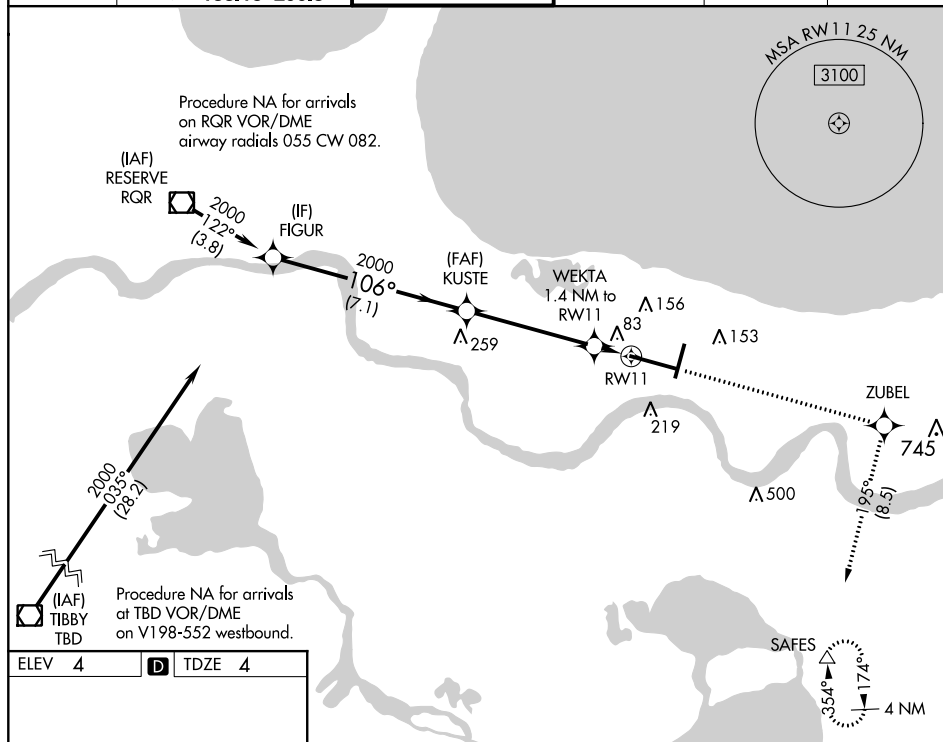 MSA RW11 25 NM
3100
Procedure NA for arrivals
on RQR VOR/DME
airway radials 055 CW 082.
(IAF)
RESERVE
RQR
2000
122°
(3.8)
(IF)
FIGUR
2000
106°
(7.1)
(FAF)
KUSTE
259
WEKTA
1.4 NM to
RW11
83
156
153
RW11
219
500
ZUBEL
745
195°
(8.5)
2000
035°
(28.2)
(IAF)
TIBBY
TBD
Procedure NA for arrivals
at TBD VOR/DME
on V198-552 westbound.
SAFES
354°
174°
4 NM
ELEV 4
D
TDZE 4